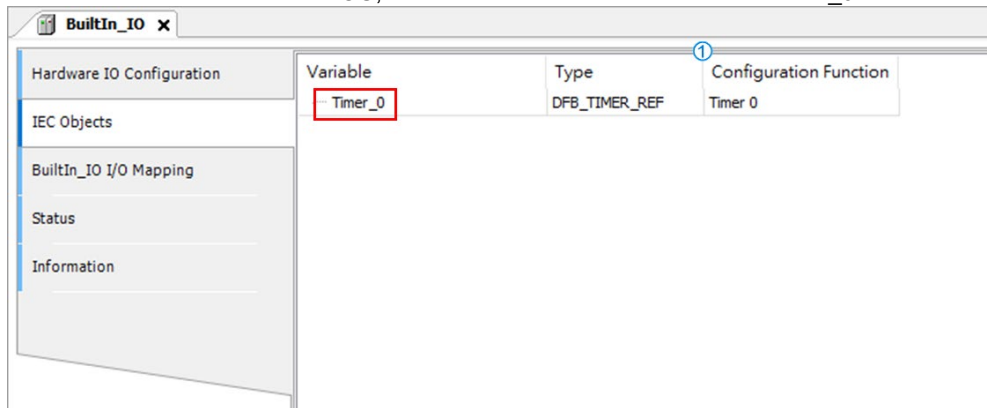 BuiltIn_IO X
①
Hardware IO Configuration
Variable Type Configuration Function
Timer_0 DFB_TIMER_REF Timer 0
IEC Objects
BuiltIn_IO I/O Mapping
Status
Information